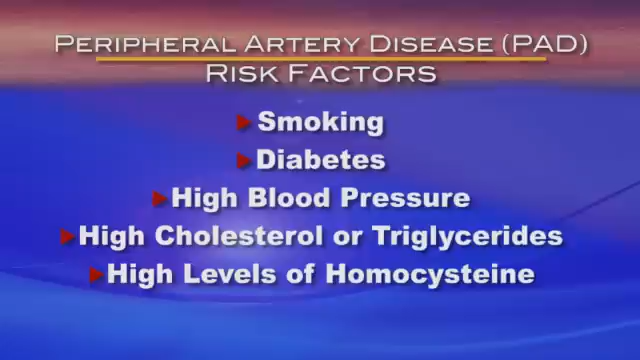 Peripheral Artery Disease (PAD)
Risk Factors
Smoking
Diabetes
High Blood Pressure
High Cholesterol or Triglycerides
High Levels of Homocysteine